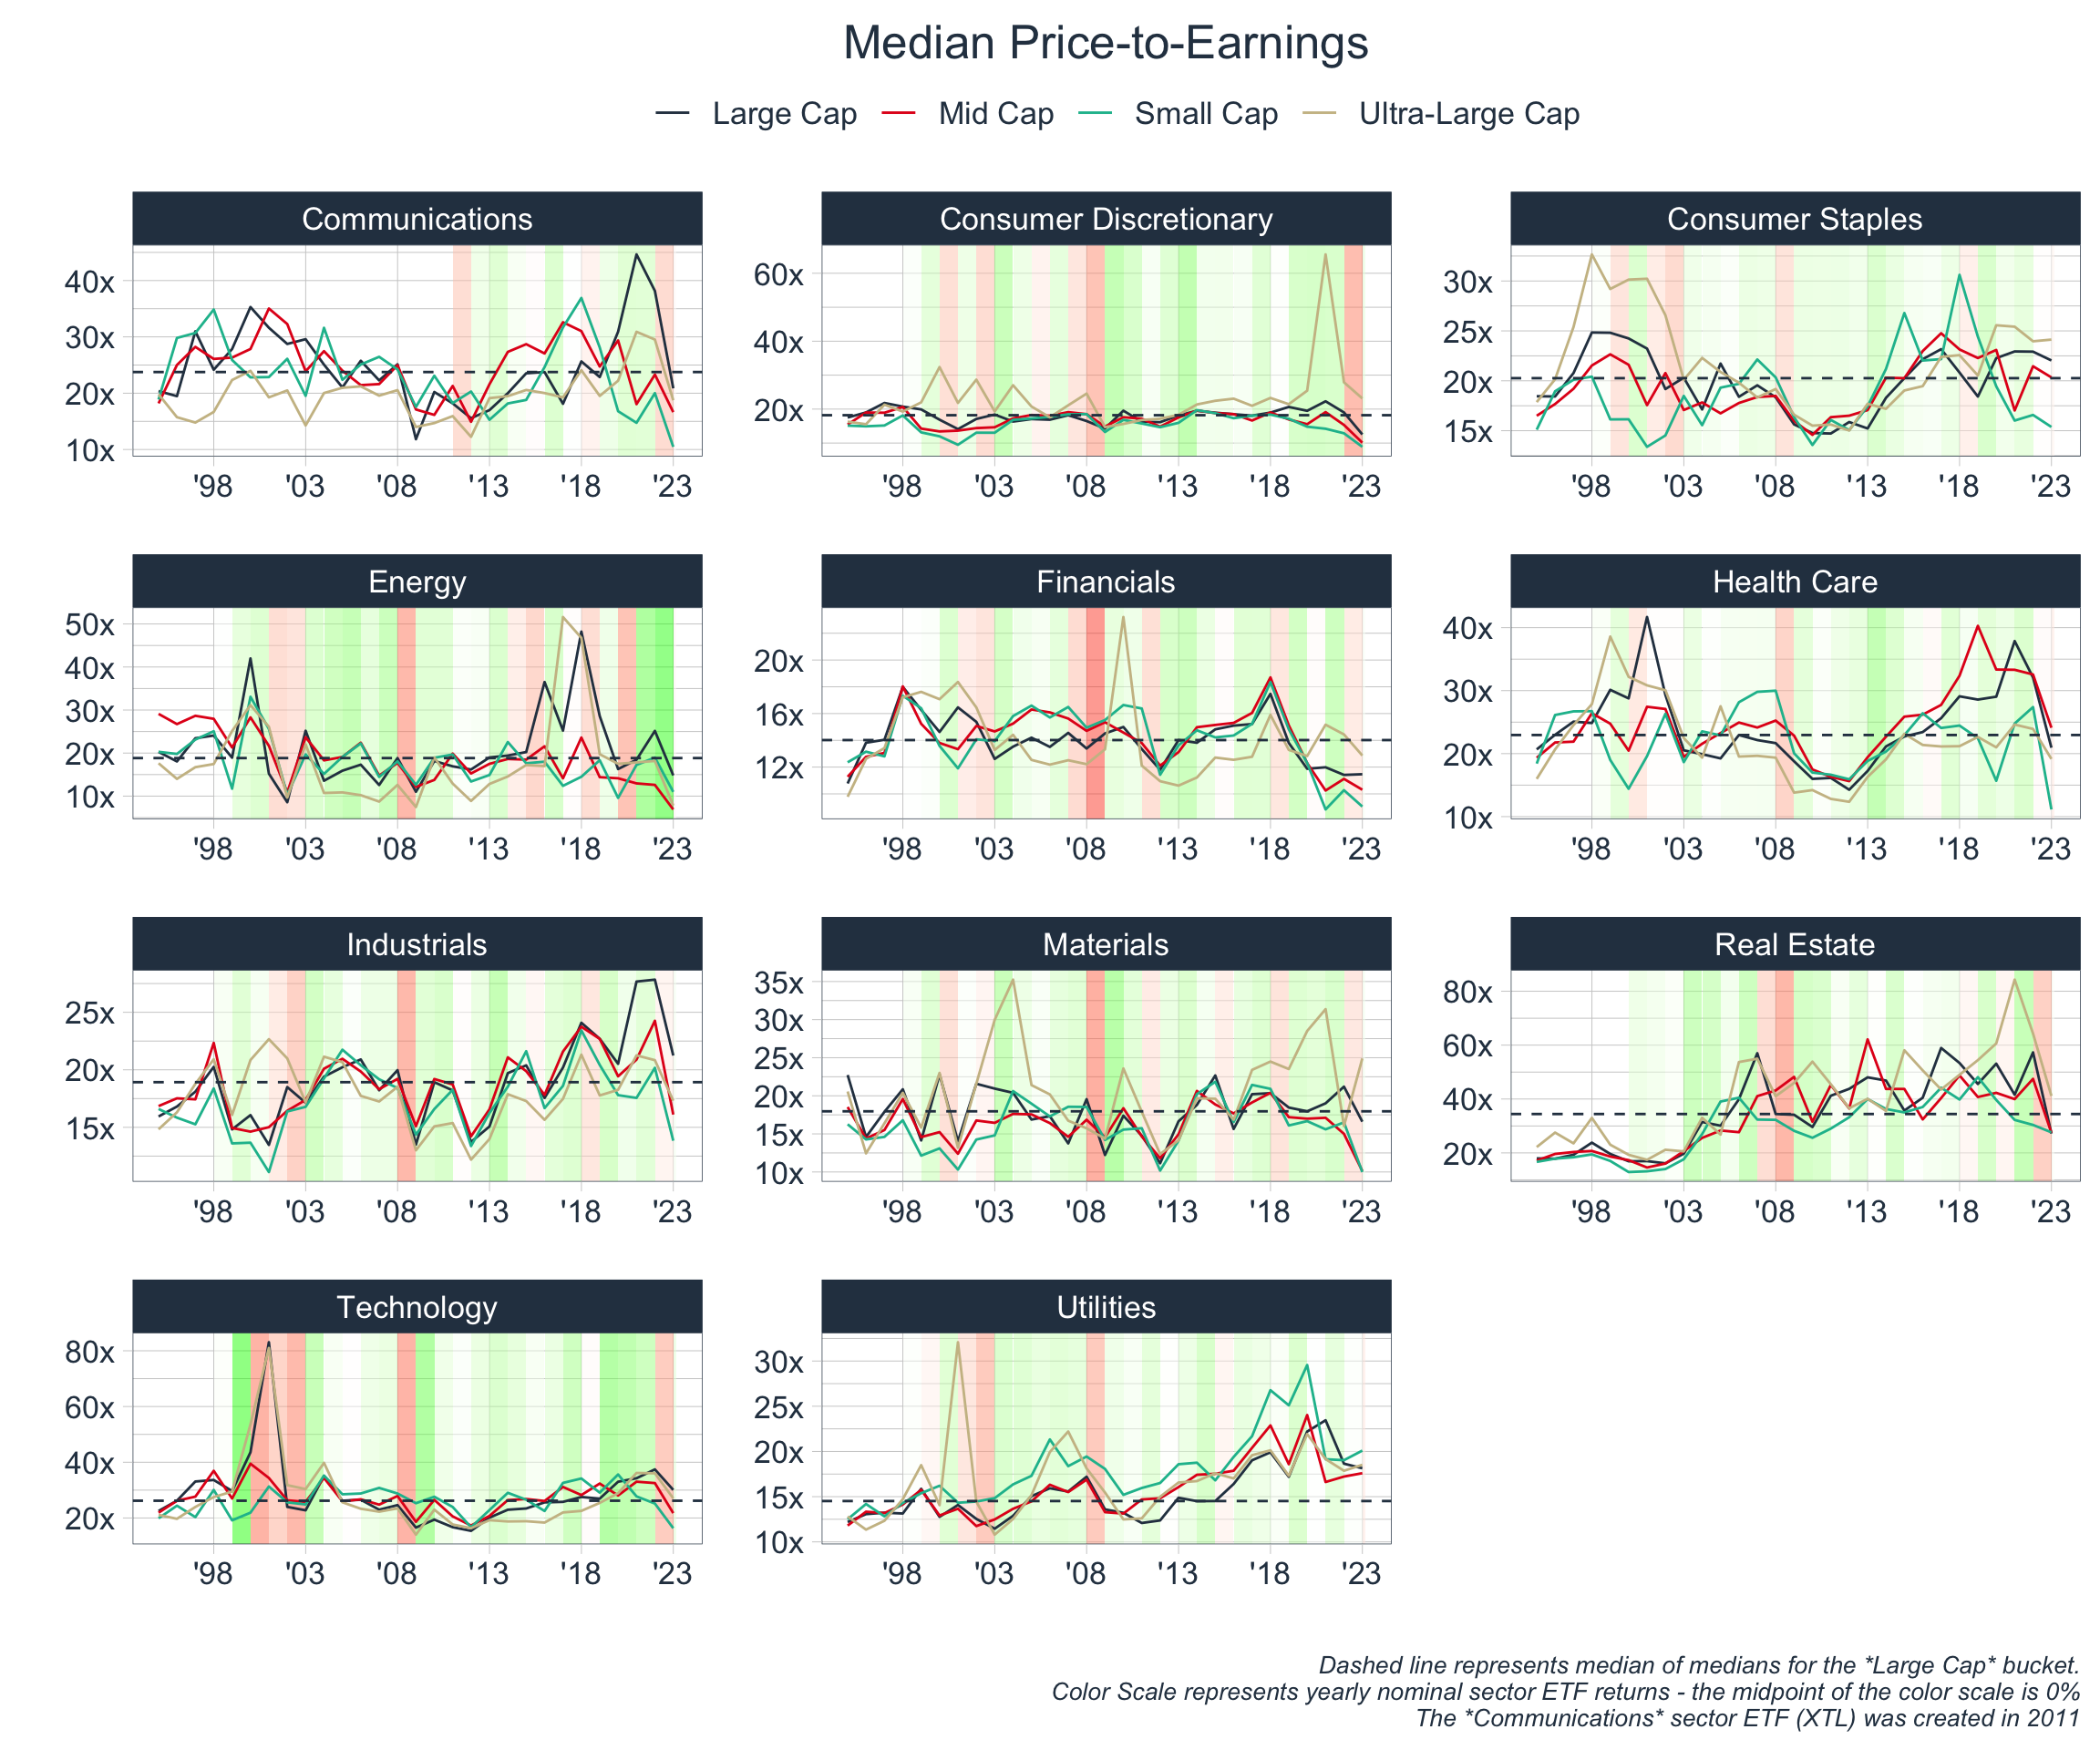 Median Price-to-Earnings
Large Cap Mid Cap Small Cap Ultra-Large Cap
Communications
40x
30x
20x
10x
'98 '03 '08 '13 '18 '23
Consumer Discretionary
60x
40x
20x
'98 '03 '08 '13 '18 '23
Consumer Staples
30x
25x
20x
15x
'98 '03 '08 '13 '18 '23
Energy
50x
40x
30x
20x
10x
'98 '03 '08 '13 '18 '23
Financials
20x
16x
12x
'98 '03 '08 '13 '18 '23
Health Care
40x
30x
20x
10x
'98 '03 '08 '13 '18 '23
Industrials
25x
20x
15x
'98 '03 '08 '13 '18 '23
Materials
35x
30x
25x
20x
15x
10x
'98 '03 '08 '13 '18 '23
Real Estate
80x
60x
40x
20x
'98 '03 '08 '13 '18 '23
Technology
80x
60x
40x
20x
'98 '03 '08 '13 '18 '23
Utilities
30x
25x
20x
15x
10x
'98 '03 '08 '13 '18 '23
Dashed line represents median of medians for the *Large Cap* bucket.
Color Scale represents yearly nominal sector ETF returns - the midpoint of the color scale is 0%
The *Communications* sector ETF (XTL) was created in 2011